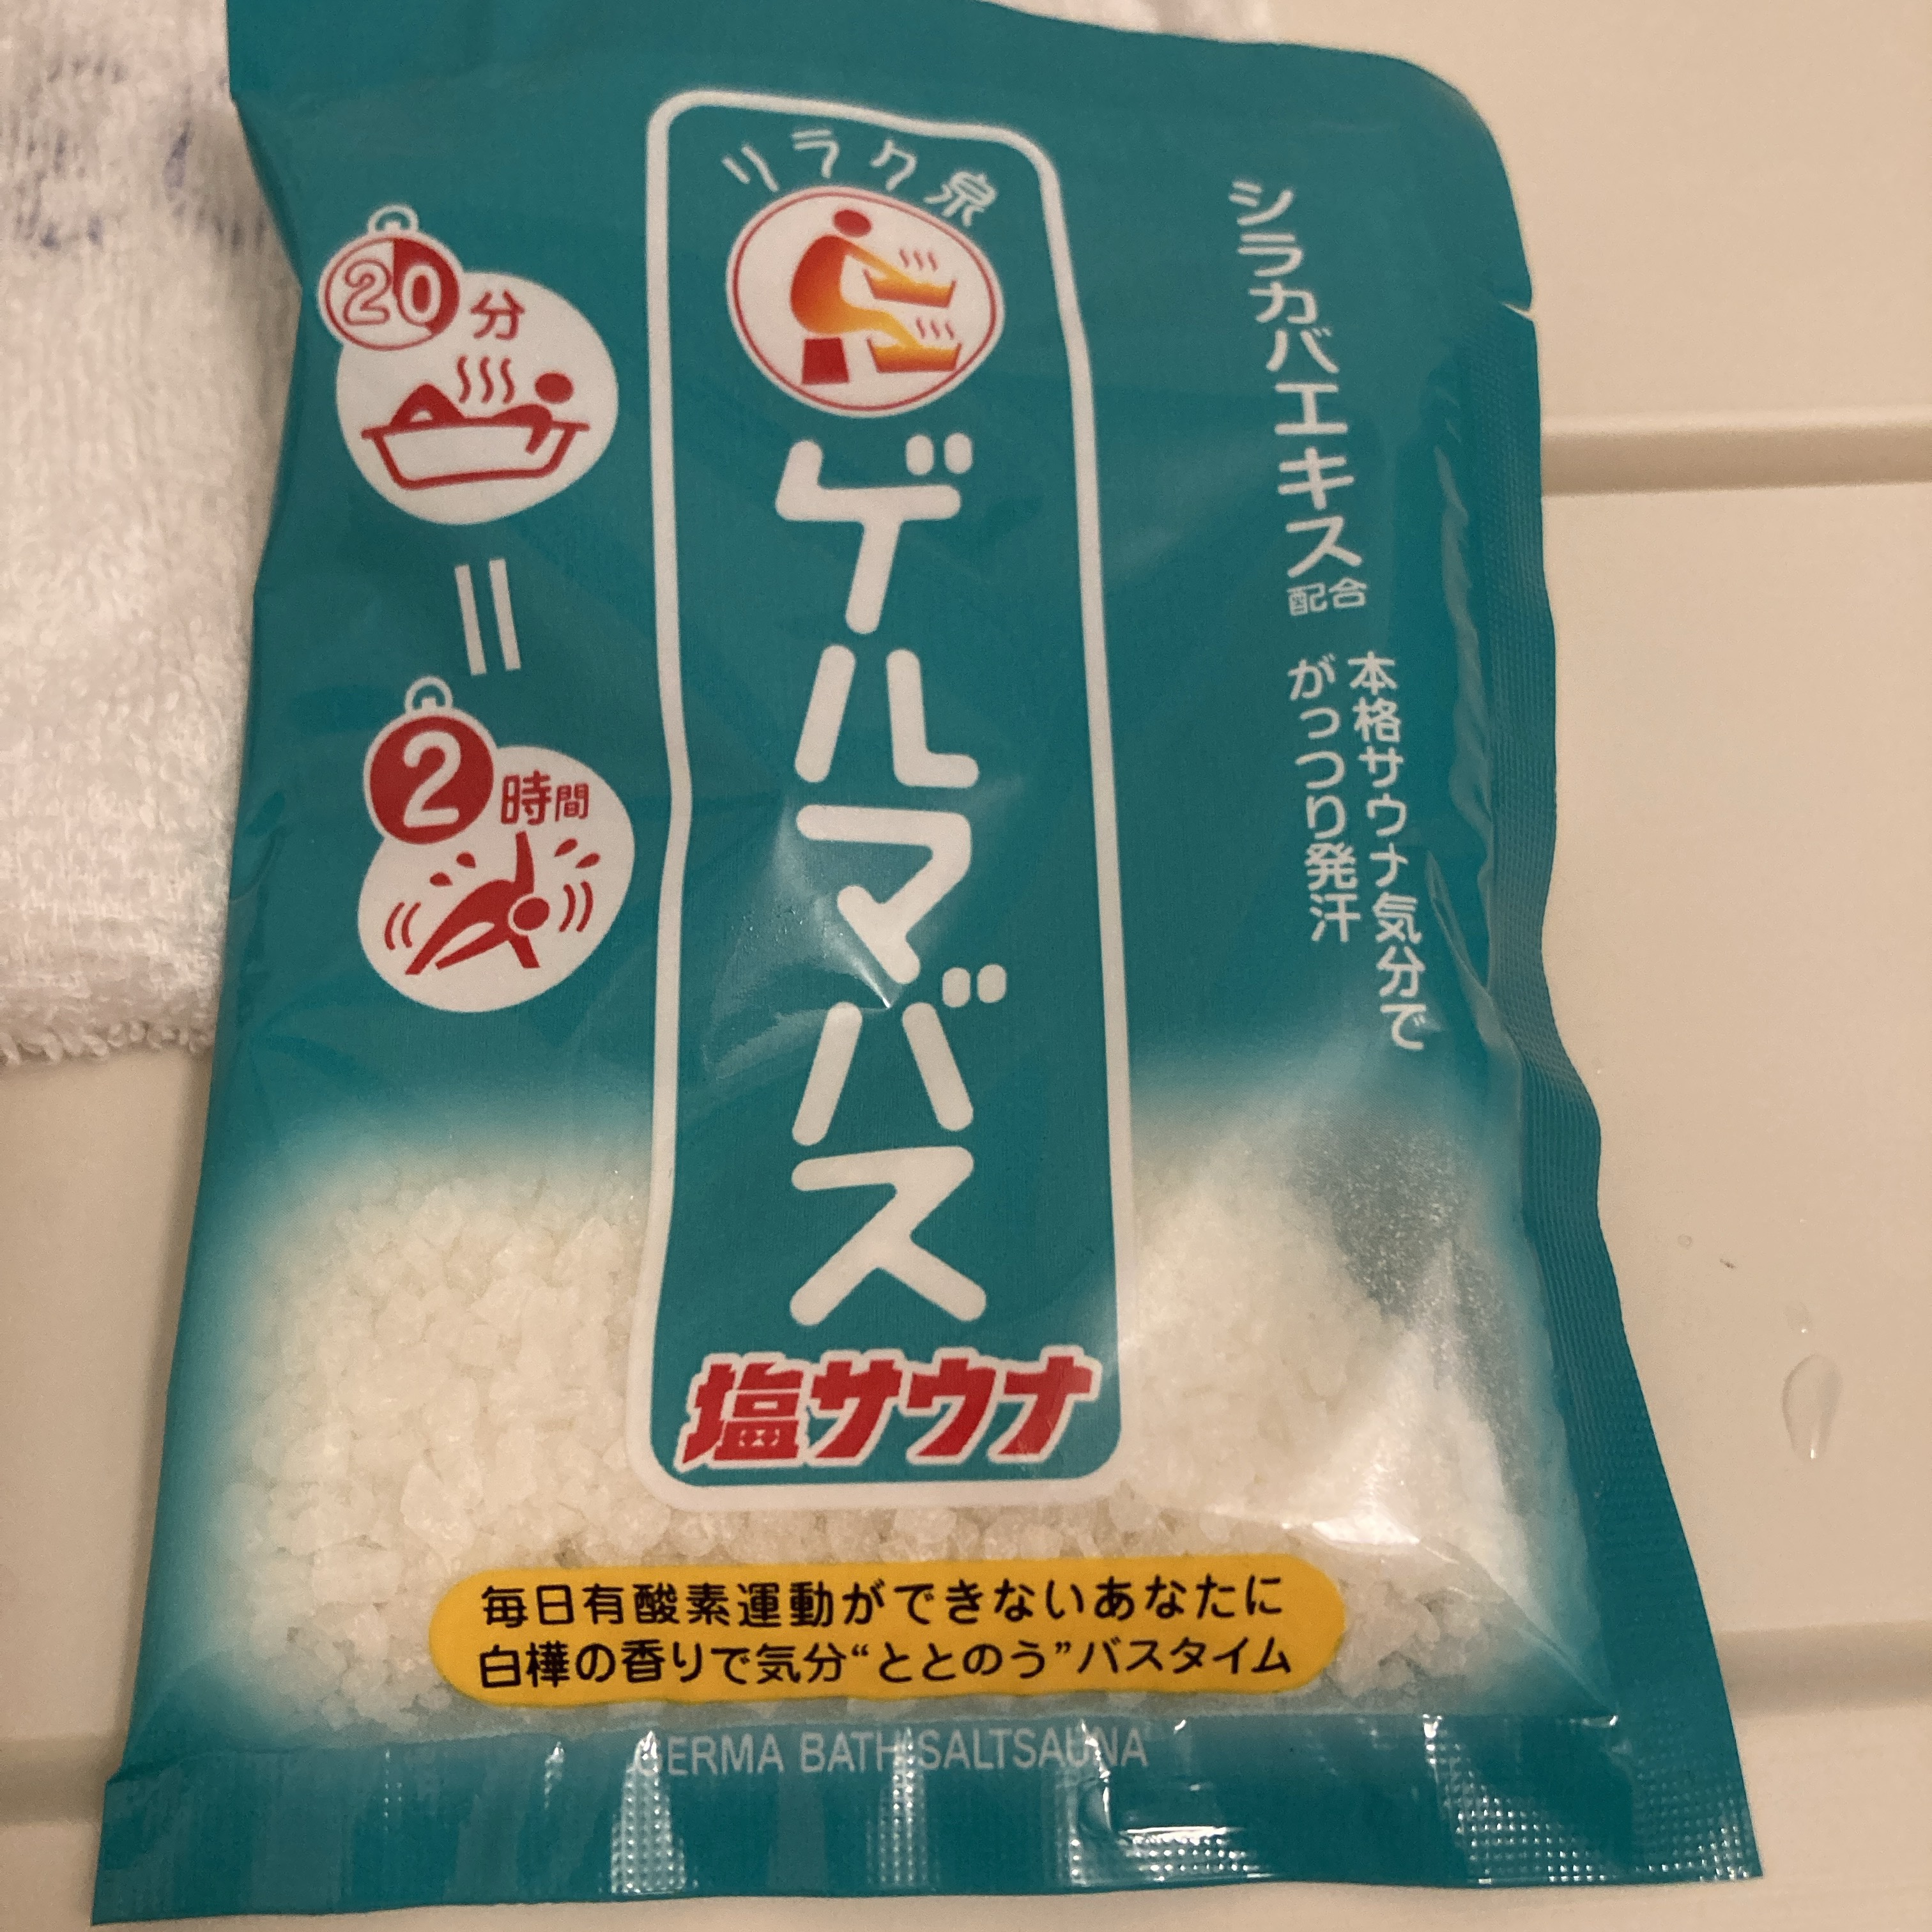 シラカバエキス配合
本格サウナ気分で
がっつり発汗
リラク泉
ゲルマバス
塩サウナ
20分
=
2時間
毎日有酸素運動ができないあなたに
白樺の香りで気分“ととのう”バスタイム
GERMA BATH SALTSAUNA